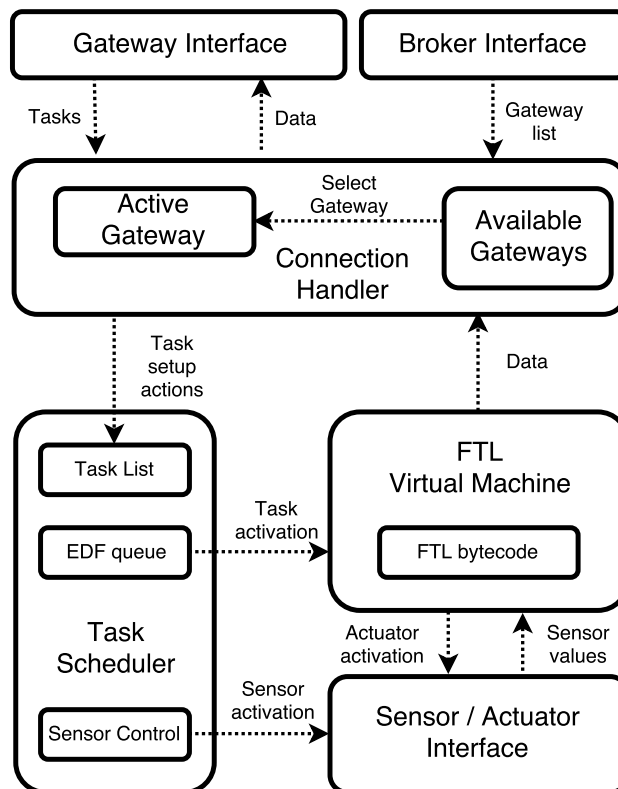 Gateway Interface
Broker Interface
Tasks
Data
Gateway
list
Active
Gateway
Select
Gateway
Available
Gateways
Connection
Handler
Task
setup
actions
Data
Task List
EDF queue
Task
Scheduler
Sensor Control
Task
activation
FTL
Virtual Machine
FTL bytecode
Actuator
activation
Sensor
values
Sensor
activation
Sensor / Actuator
Interface